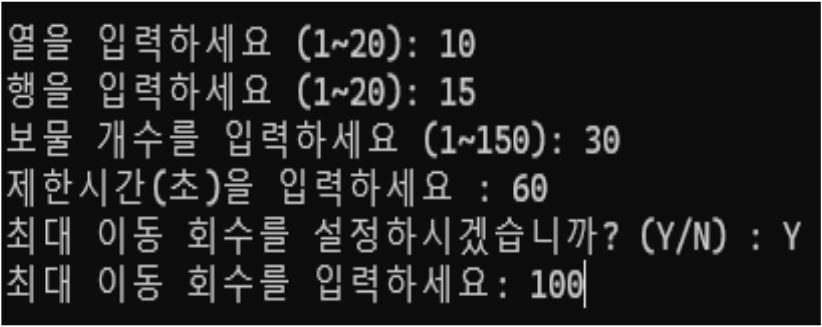 열을 입력하세요 (1~20): 10
행을 입력하세요 (1~20): 15
보물 개수를 입력하세요 (1~150): 30
제한시간(초)을 입력하세요 : 60
최대 이동 회수를 설정하시겠습니까? (Y/N) : Y
최대 이동 회수를 입력하세요: 100